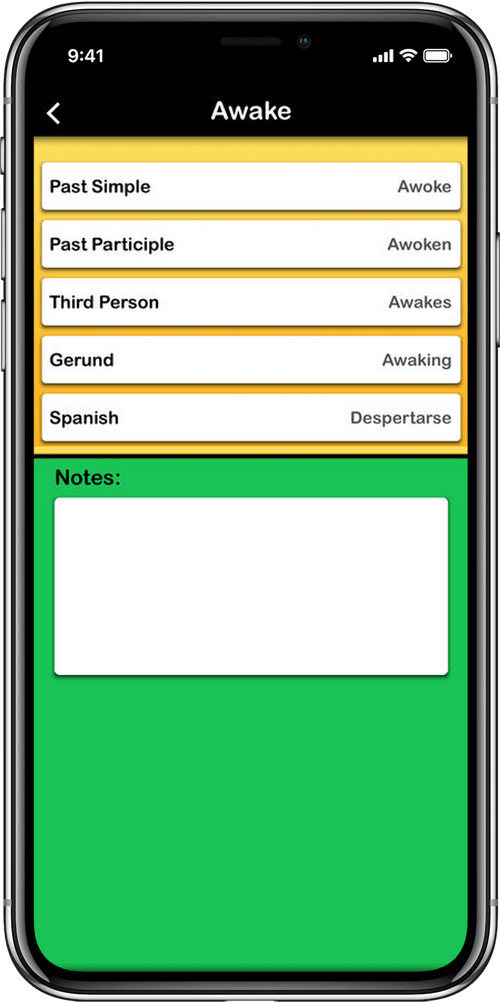 9:41
Awake
Past Simple Awoke
Past Participle Awoken
Third Person Awakes
Gerund Awaking
Spanish Despertarse
Notes: